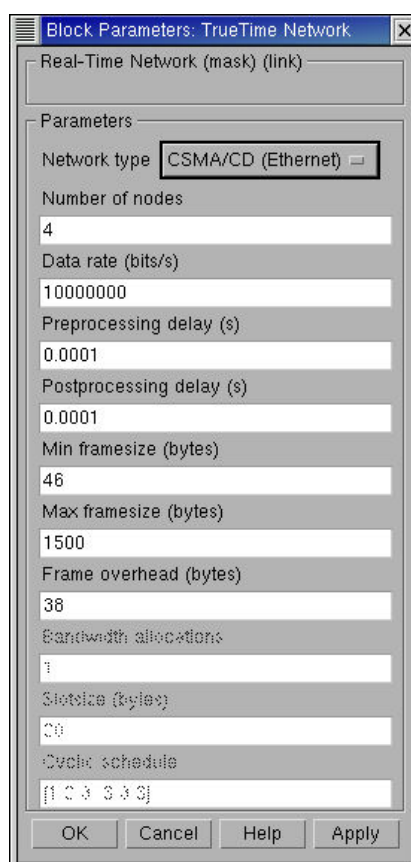 Block Parameters: TrueTime Network
Real-Time Network (mask) (link)
Parameters
Network type CSMA/CD (Ethernet)
Number of nodes
4
Data rate (bits/s)
10000000
Preprocessing delay (s)
0.0001
Postprocessing delay (s)
0.0001
Min framesize (bytes)
46
Max framesize (bytes)
1500
Frame overhead (bytes)
38
Bandwidth allocations
1
Slotsize (bytes)
Cyclic schedule
OK Cancel Help Apply